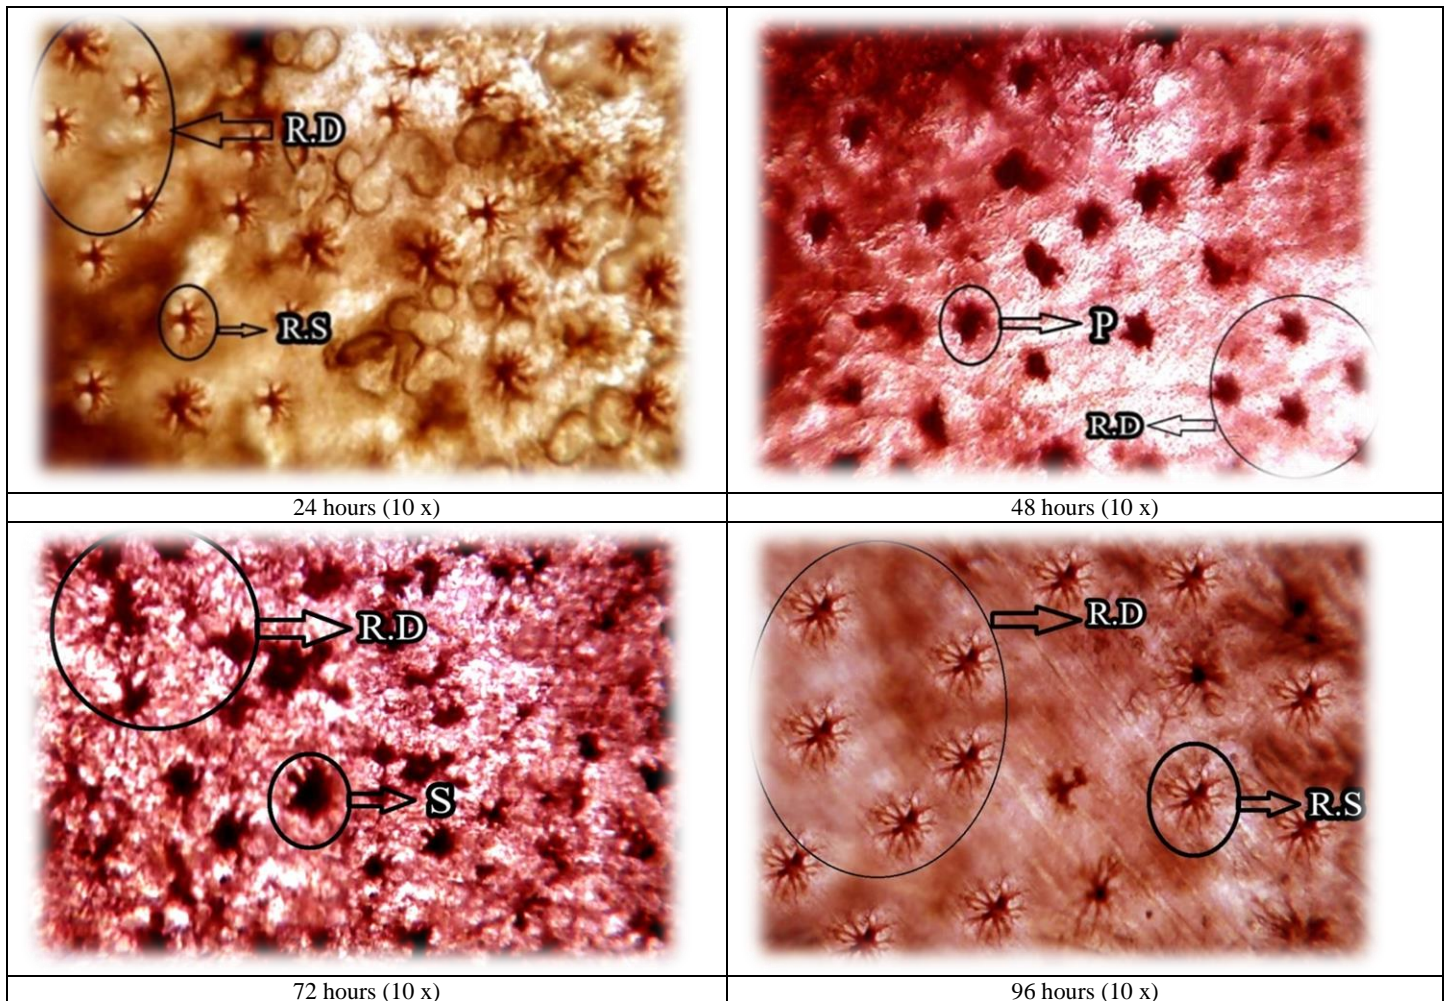 R.D
R.S
P
R.D
24 hours (10 x)
48 hours (10 x)
R.D
S
R.D
R.S
72 hours (10 x)
96 hours (10 x)